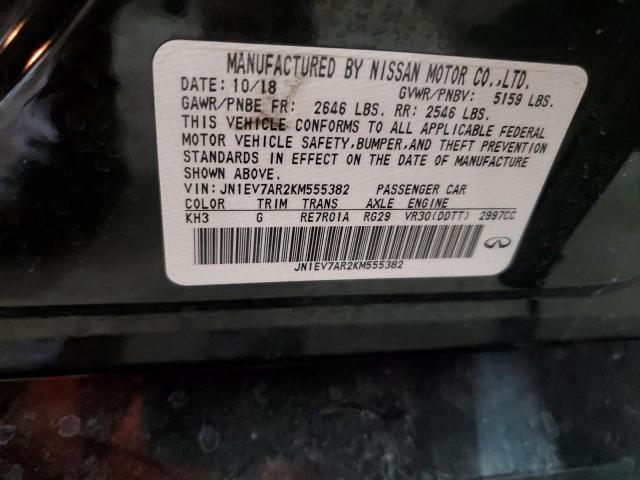 MANUFACTURED BY NISSAN MOTOR CO.,LTD.
DATE: 10/18 GVWR/PNBV: 5159 LBS.
GAWR/PNBE FR: 2646 LBS. RR: 2546 LBS.
THIS VEHICLE CONFORMS TO ALL APPLICABLE FEDERAL
MOTOR VEHICLE SAFETY,BUMPER,AND THEFT PREVENTION
STANDARDS IN EFFECT ON THE DATE OF MANUFACTURE
SHOWN ABOVE.
VIN: JN1EV7AR2KM555382 PASSENGER CAR
COLOR TRIM TRANS AXLE ENGINE
KH3 G RE7R01A RG29 VR30(DDTT) 2997CC
JN1EV7AR2KM555382